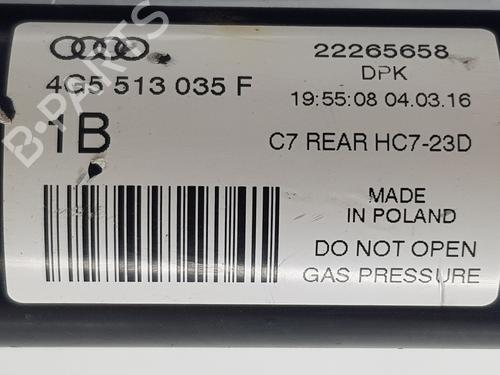 22265658
4G5 513 035 F
DPK
19:55:08 04.03.16
1B
C7 REAR HC7-23D
MADE
IN POLAND
DO NOT OPEN
GAS PRESSURE
B-PARTS